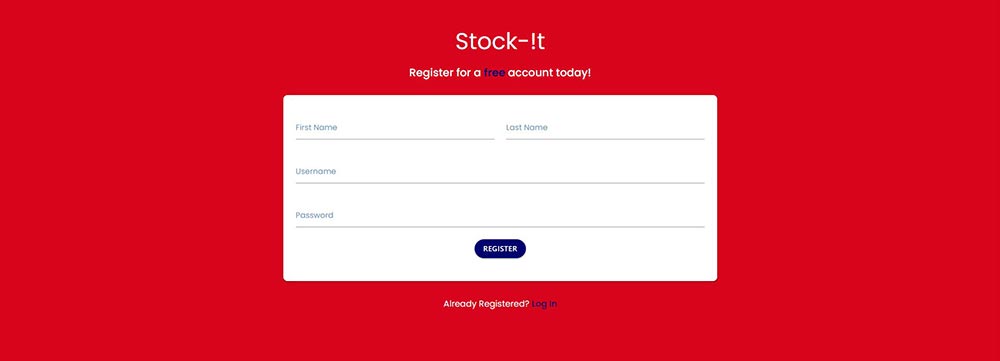 Stock-!t
Register for a free account today!
First Name Last Name
Username
Password
REGISTER
Already Registered? Log In